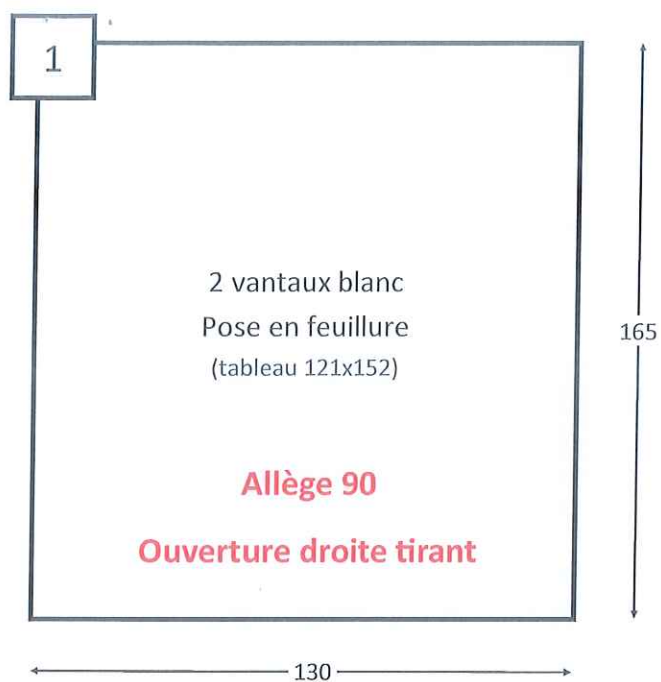 1
2 vantaux blanc
Pose en feuillure
(tableau 121x152)
165
Allège 90
Ouverture droite tirant
130